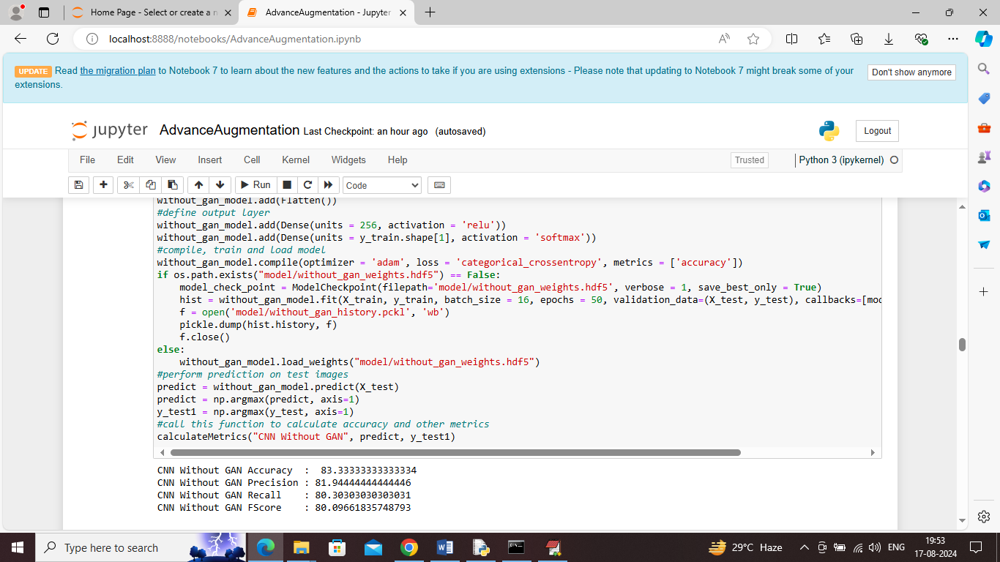 Home Page - Select or create a n
AdvanceAugmentation - Jupyter
localhost:8888/notebooks/AdvanceAugmentation.ipynb
UPDATE Read the migration plan to Notebook 7 to learn about the new features and the actions to take if you are using extensions - Please note that updating to Notebook 7 might break some of your
extensions.
Don't show anymore
jupyter AdvanceAugmentation Last Checkpoint: an hour ago (autosaved)
Logout
File Edit View Insert Cell Kernel Widgets Help
Trusted
Python 3 (ipykernel)
Run
Code
without_gan_model.add(Flatten())
#define output layer
without_gan_model.add(Dense(units = 256, activation = 'relu'))
without_gan_model.add(Dense(units = y_train.shape[1], activation = 'softmax'))
#compile, train and load model
without_gan_model.compile(optimizer = 'adam', loss = 'categorical_crossentropy', metrics = ['accuracy'])
if os.path.exists("model/without_gan_weights.hdf5") == False:
    model_check_point = ModelCheckpoint(filepath='model/without_gan_weights.hdf5', verbose = 1, save_best_only = True)
    hist = without_gan_model.fit(X_train, y_train, batch_size = 16, epochs = 50, validation_data=(X_test, y_test), callbacks=[mod
    f = open('model/without_gan_history.pckl', 'wb')
    pickle.dump(hist.history, f)
    f.close()
else:
    without_gan_model.load_weights("model/without_gan_weights.hdf5")
#perform prediction on test images
predict = without_gan_model.predict(X_test)
predict = np.argmax(predict, axis=1)
y_test1 = np.argmax(y_test, axis=1)
#call this function to calculate accuracy and other metrics
calculateMetrics("CNN Without GAN", predict, y_test1)
CNN Without GAN Accuracy  :  83.33333333333334
CNN Without GAN Precision : 81.94444444444446
CNN Without GAN Recall    : 80.30303030303031
CNN Without GAN FScore    : 80.09661835748793
Type here to search
29°C Haze
ENG
19:53
17-08-2024